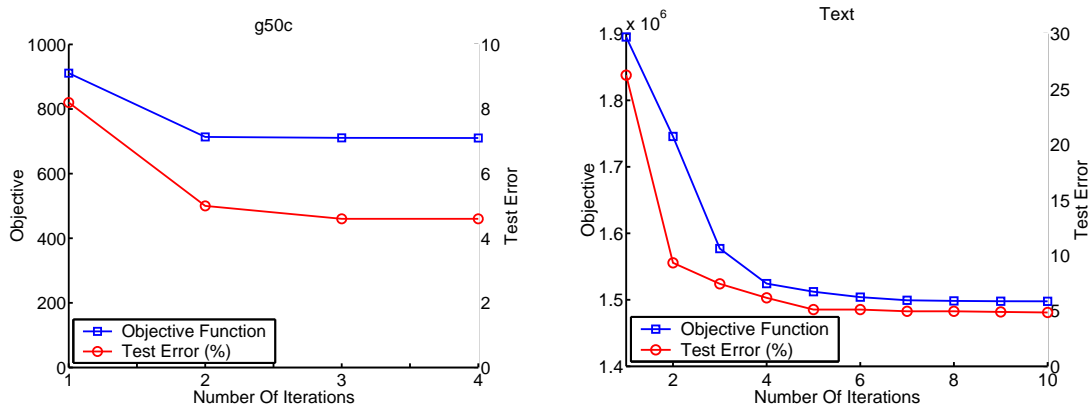 g50c
1000
800
600
400
200
0
Objective
10
8
6
4
2
0
Test Error
1
2
3
4
Number Of Iterations
Objective Function
Test Error (%)
Text
x 10^6
1.9
1.8
1.7
1.6
1.5
1.4
Objective
30
25
20
15
10
5
0
Test Error
2
4
6
8
10
Number Of Iterations
Objective Function
Test Error (%)